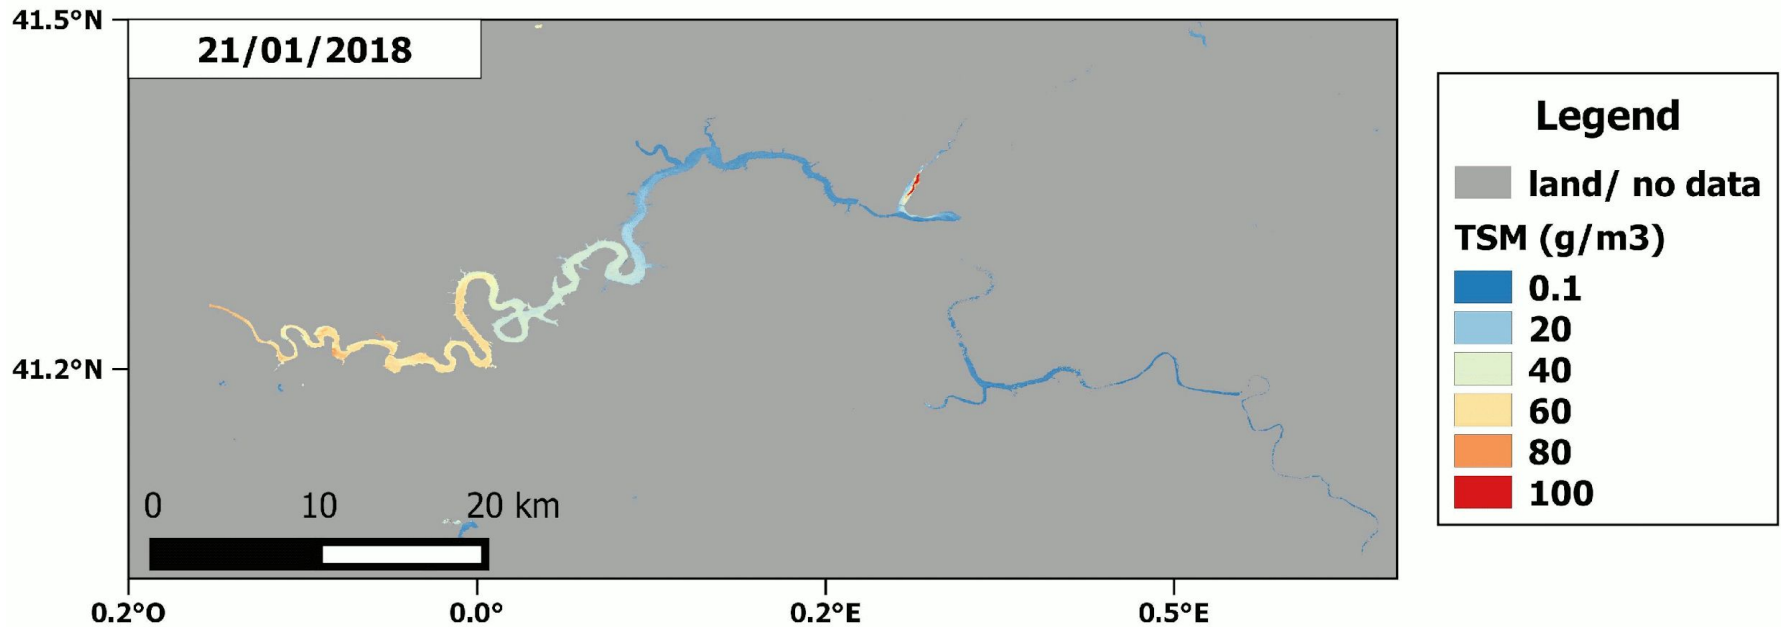 41.5°N
21/01/2018
Legend
land/ no data
TSM (g/m3)
0.1
20
40
60
80
100
41.2°N
0 10 20 km
0.2°O 0.0° 0.2°E 0.5°E